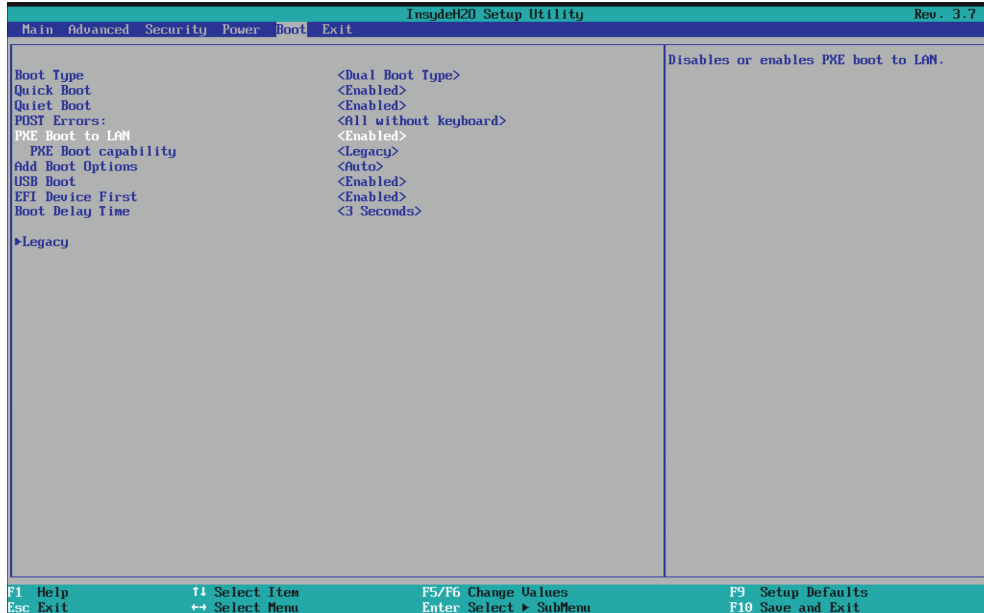 InsydeH2O Setup Utility Rev. 3.7
Main Advanced Security Power Boot Exit
Disables or enables PXE boot to LAN.
Boot Type <Dual Boot Type>
Quick Boot <Enabled>
Quiet Boot <Enabled>
POST Errors: <All without keyboard>
PXE Boot to LAN <Enabled>
PXE Boot capability <Legacy>
Add Boot Options <Auto>
USB Boot <Enabled>
EFI Device First <Enabled>
Boot Delay Time <3 Seconds>
▶Legacy
F1 Help ↑↓ Select Item F5/F6 Change Values F9 Setup Defaults
Esc Exit ↔ Select Menu Enter Select ▶ SubMenu F10 Save and Exit